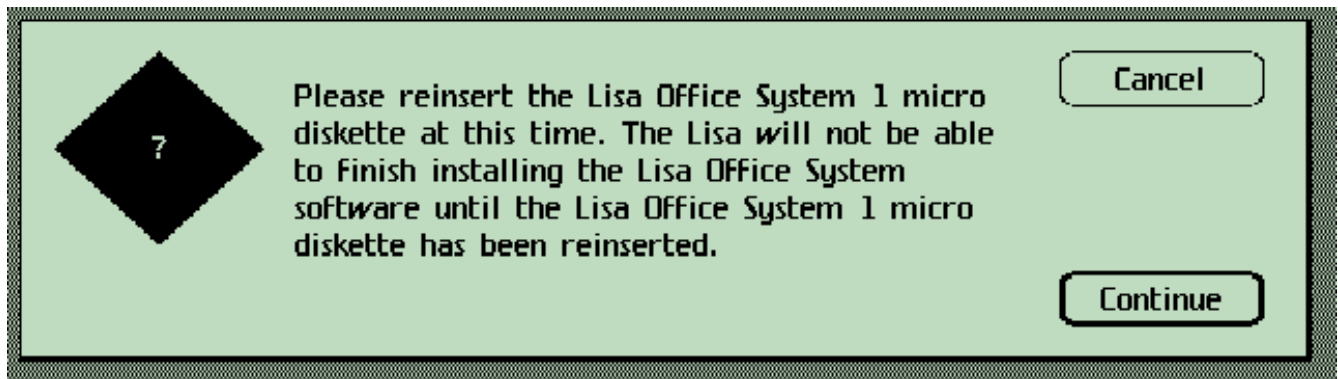 ?
Please reinsert the Lisa Office System 1 micro
diskette at this time. The Lisa will not be able
to finish installing the Lisa Office System
software until the Lisa Office System 1 micro
diskette has been reinserted.
Cancel
Continue